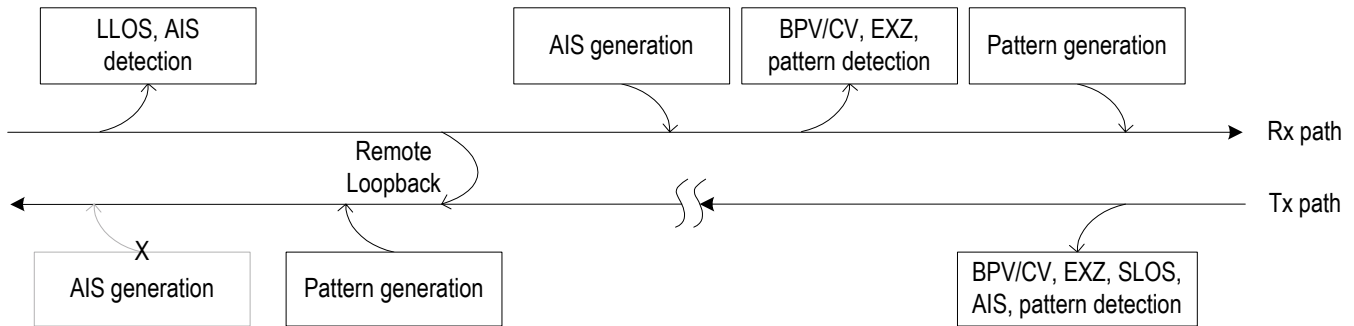 LLOS, AIS
detection
AIS generation
BPV/CV, EXZ,
pattern detection
Pattern generation
Rx path
Remote
Loopback
Tx path
X
AIS generation
Pattern generation
BPV/CV, EXZ, SLOS,
AIS, pattern detection